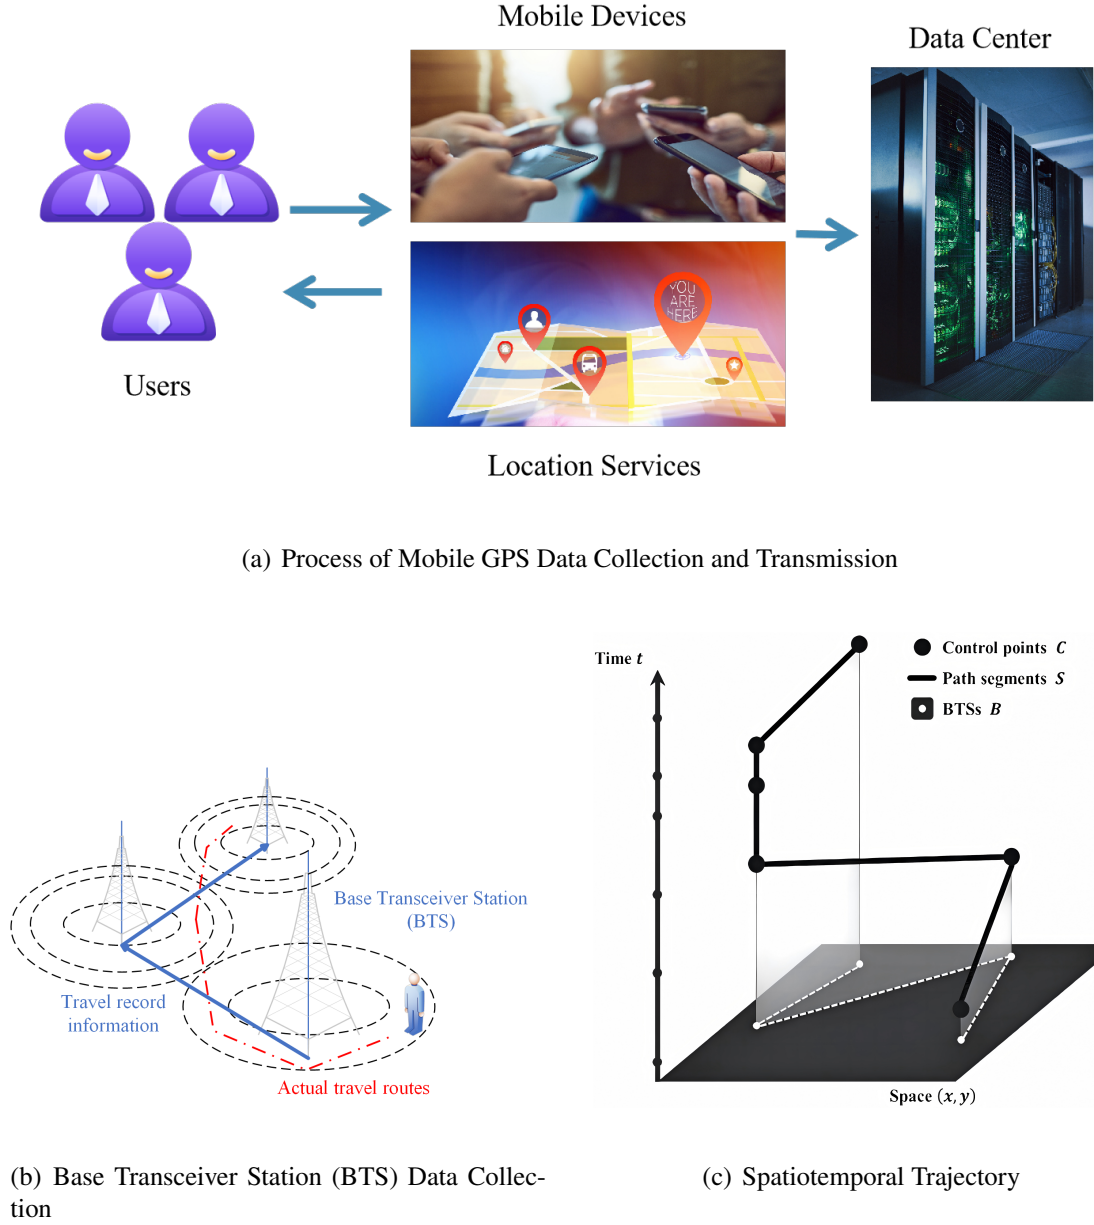 Mobile Devices
Data Center
YOU
ARE
HERE
Users
Location Services
(a) Process of Mobile GPS Data Collection and Transmission
Time t
Control points C
Path segments S
BTSs B
Base Transceiver Station
(BTS)
Travel record
information
Actual travel routes
Space (x, y)
(b) Base Transceiver Station (BTS) Data Collec-
tion
(c) Spatiotemporal Trajectory